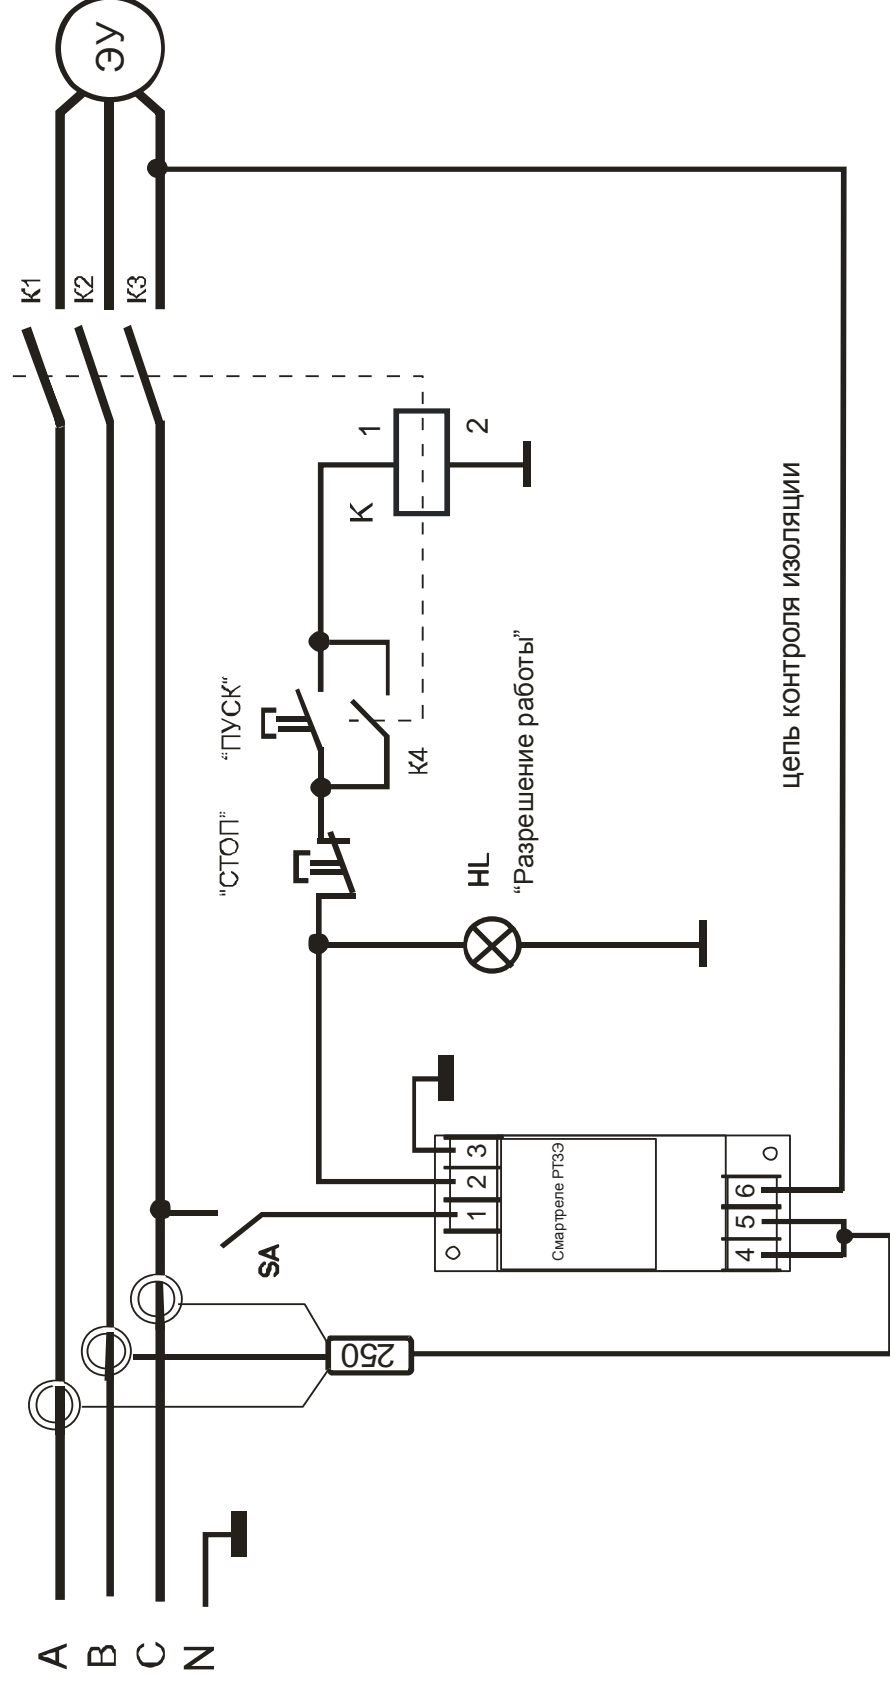 ЭУ
К1
К2
К3
1
К
2
“ПУСК“
К4
"СТОП"
HL
“Разрешение работы”
цепь контроля изоляции
SA
1
2
3
Смартреле РТЗЭ
4
5
6
250
A
B
C
N